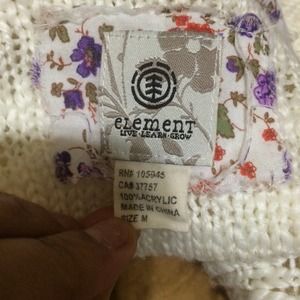 element
LIVE·LEARN·GROW
RN# 105945
CA# 37757
100% ACRYLIC
MADE IN CHINA
SIZE M